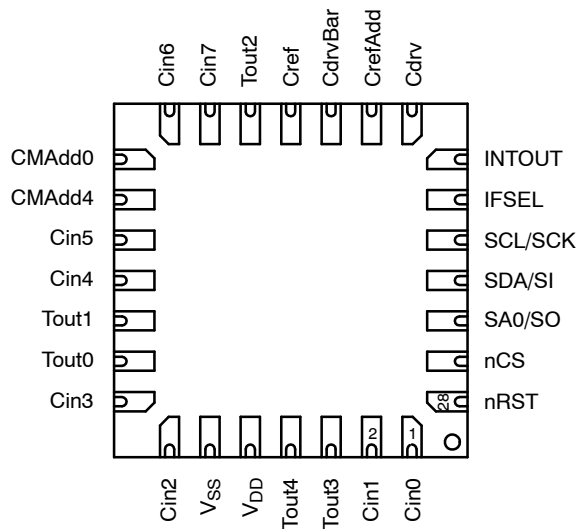 Cin6
Cin7
Tout2
Cref
CdrvBar
CrefAdd
Cdrv
CMAdd0
CMAdd4
Cin5
Cin4
Tout1
Tout0
Cin3
INTOUT
IFSEL
SCL/SCK
SDA/SI
SA0/SO
nCS
nRST
28
2
1
Cin2
VSS
VDD
Tout4
Tout3
Cin1
Cin0